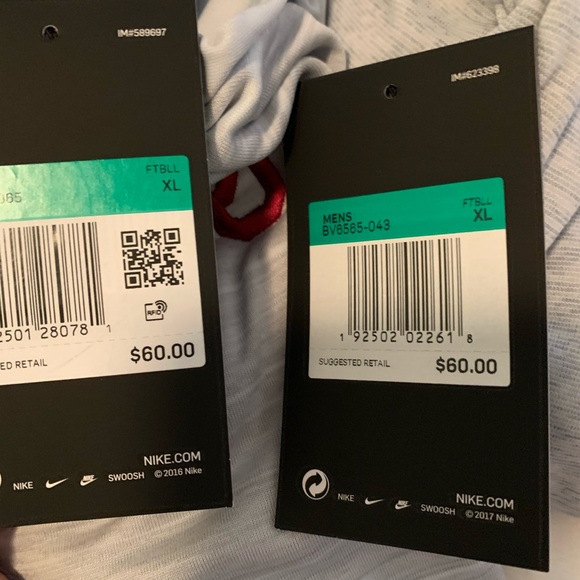 IM#589697
FTBLL
XL
065
RFID
2501 28078 1
ED RETAIL
$60.00
NIKE.COM
NIKE SWOOSH © 2016 Nike
IM#623398
FTBLL
MENS XL
BV6565-043
1 92502 02261 8
SUGGESTED RETAIL $60.00
NIKE.COM
NIKE SWOOSH © 2017 Nike